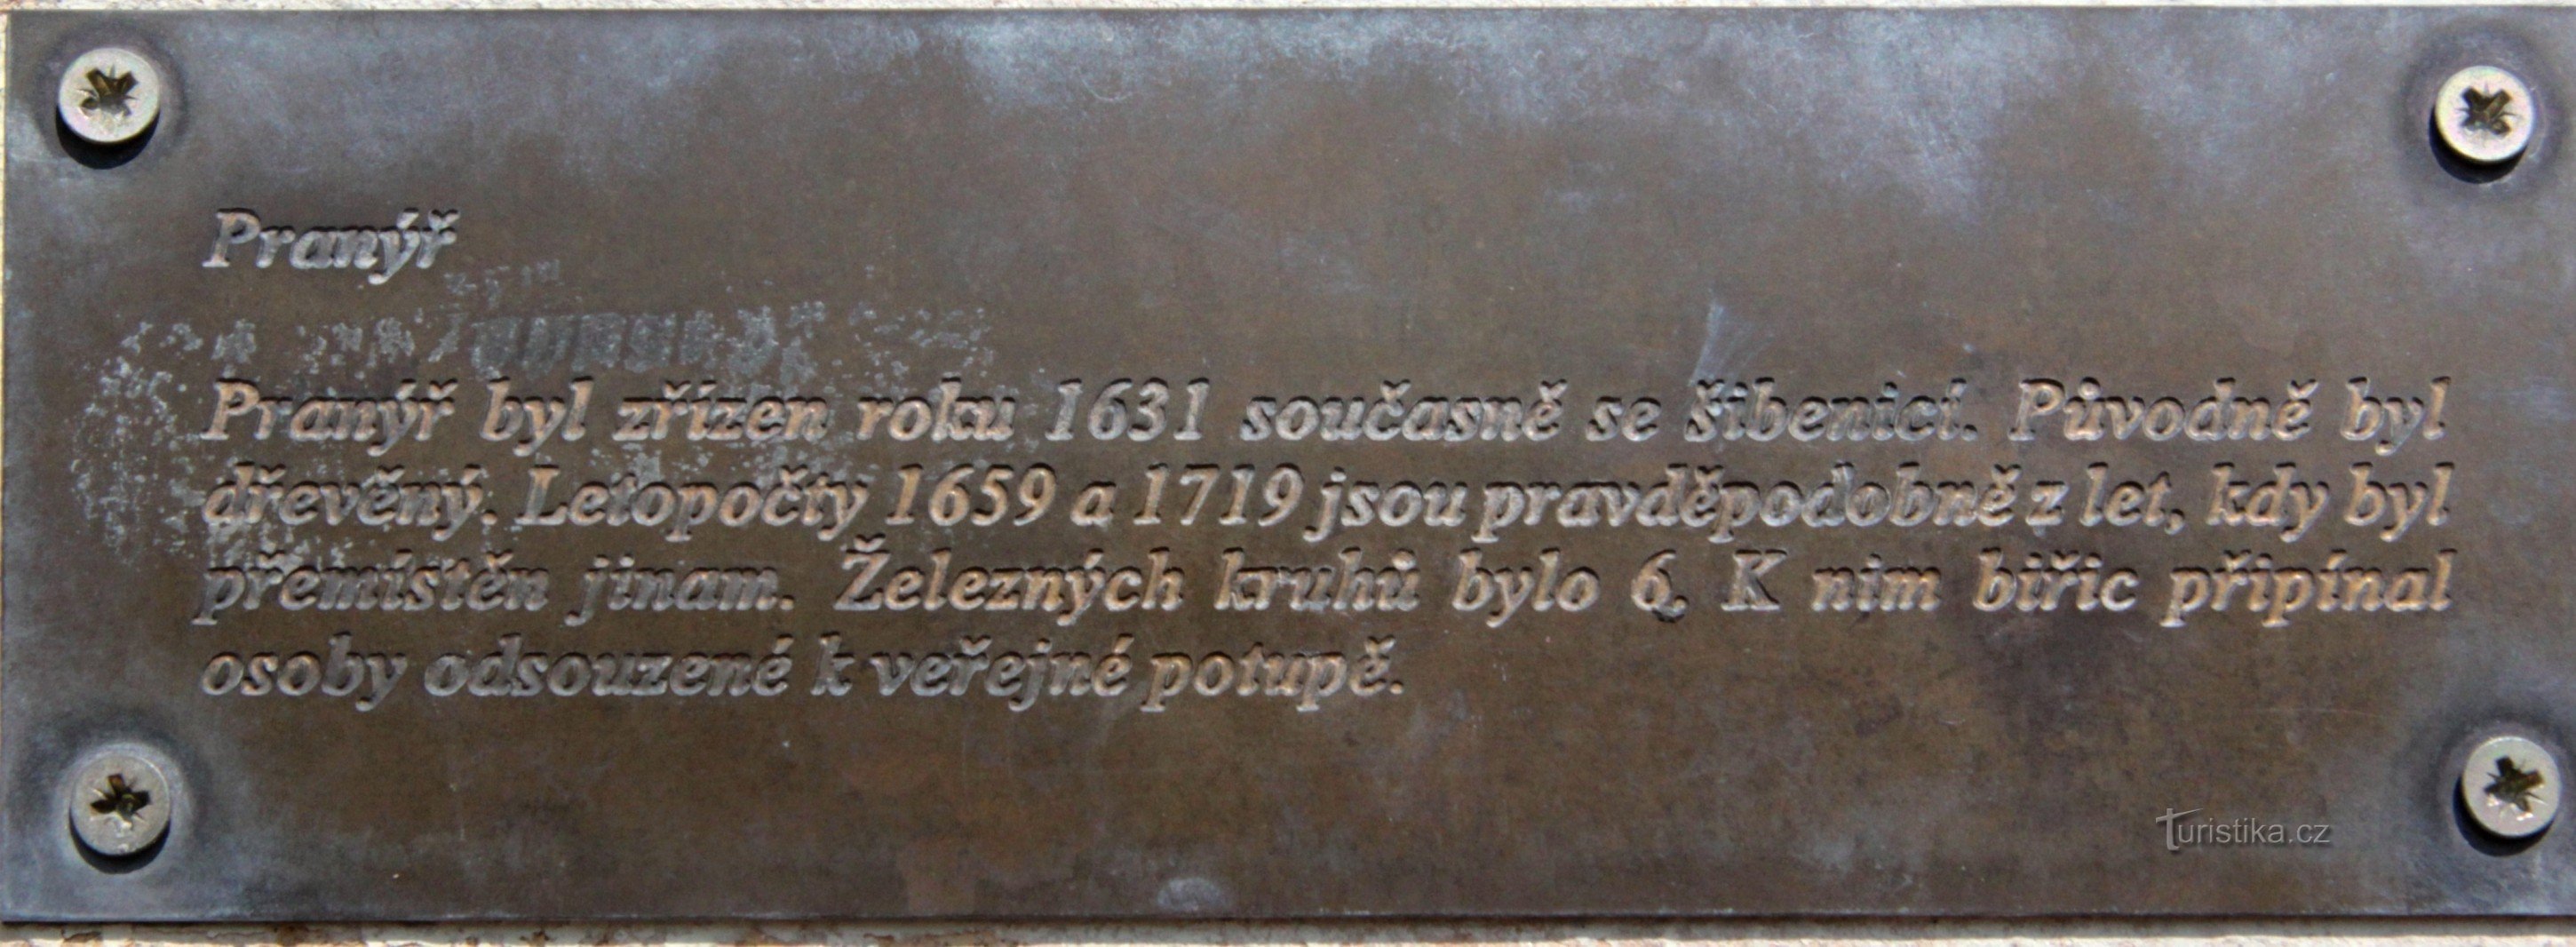 Pranýř
Pranýř byl zřízen roku 1631 současně se šibenicí. Původně byl
dřevěný. Letopočty 1659 a 1719 jsou pravděpodobně z let, kdy byl
přemístěn jinam. Železných kruhů bylo 6. K nim biřic připínal
osoby odsouzené k veřejné potupě.
Turistika.cz